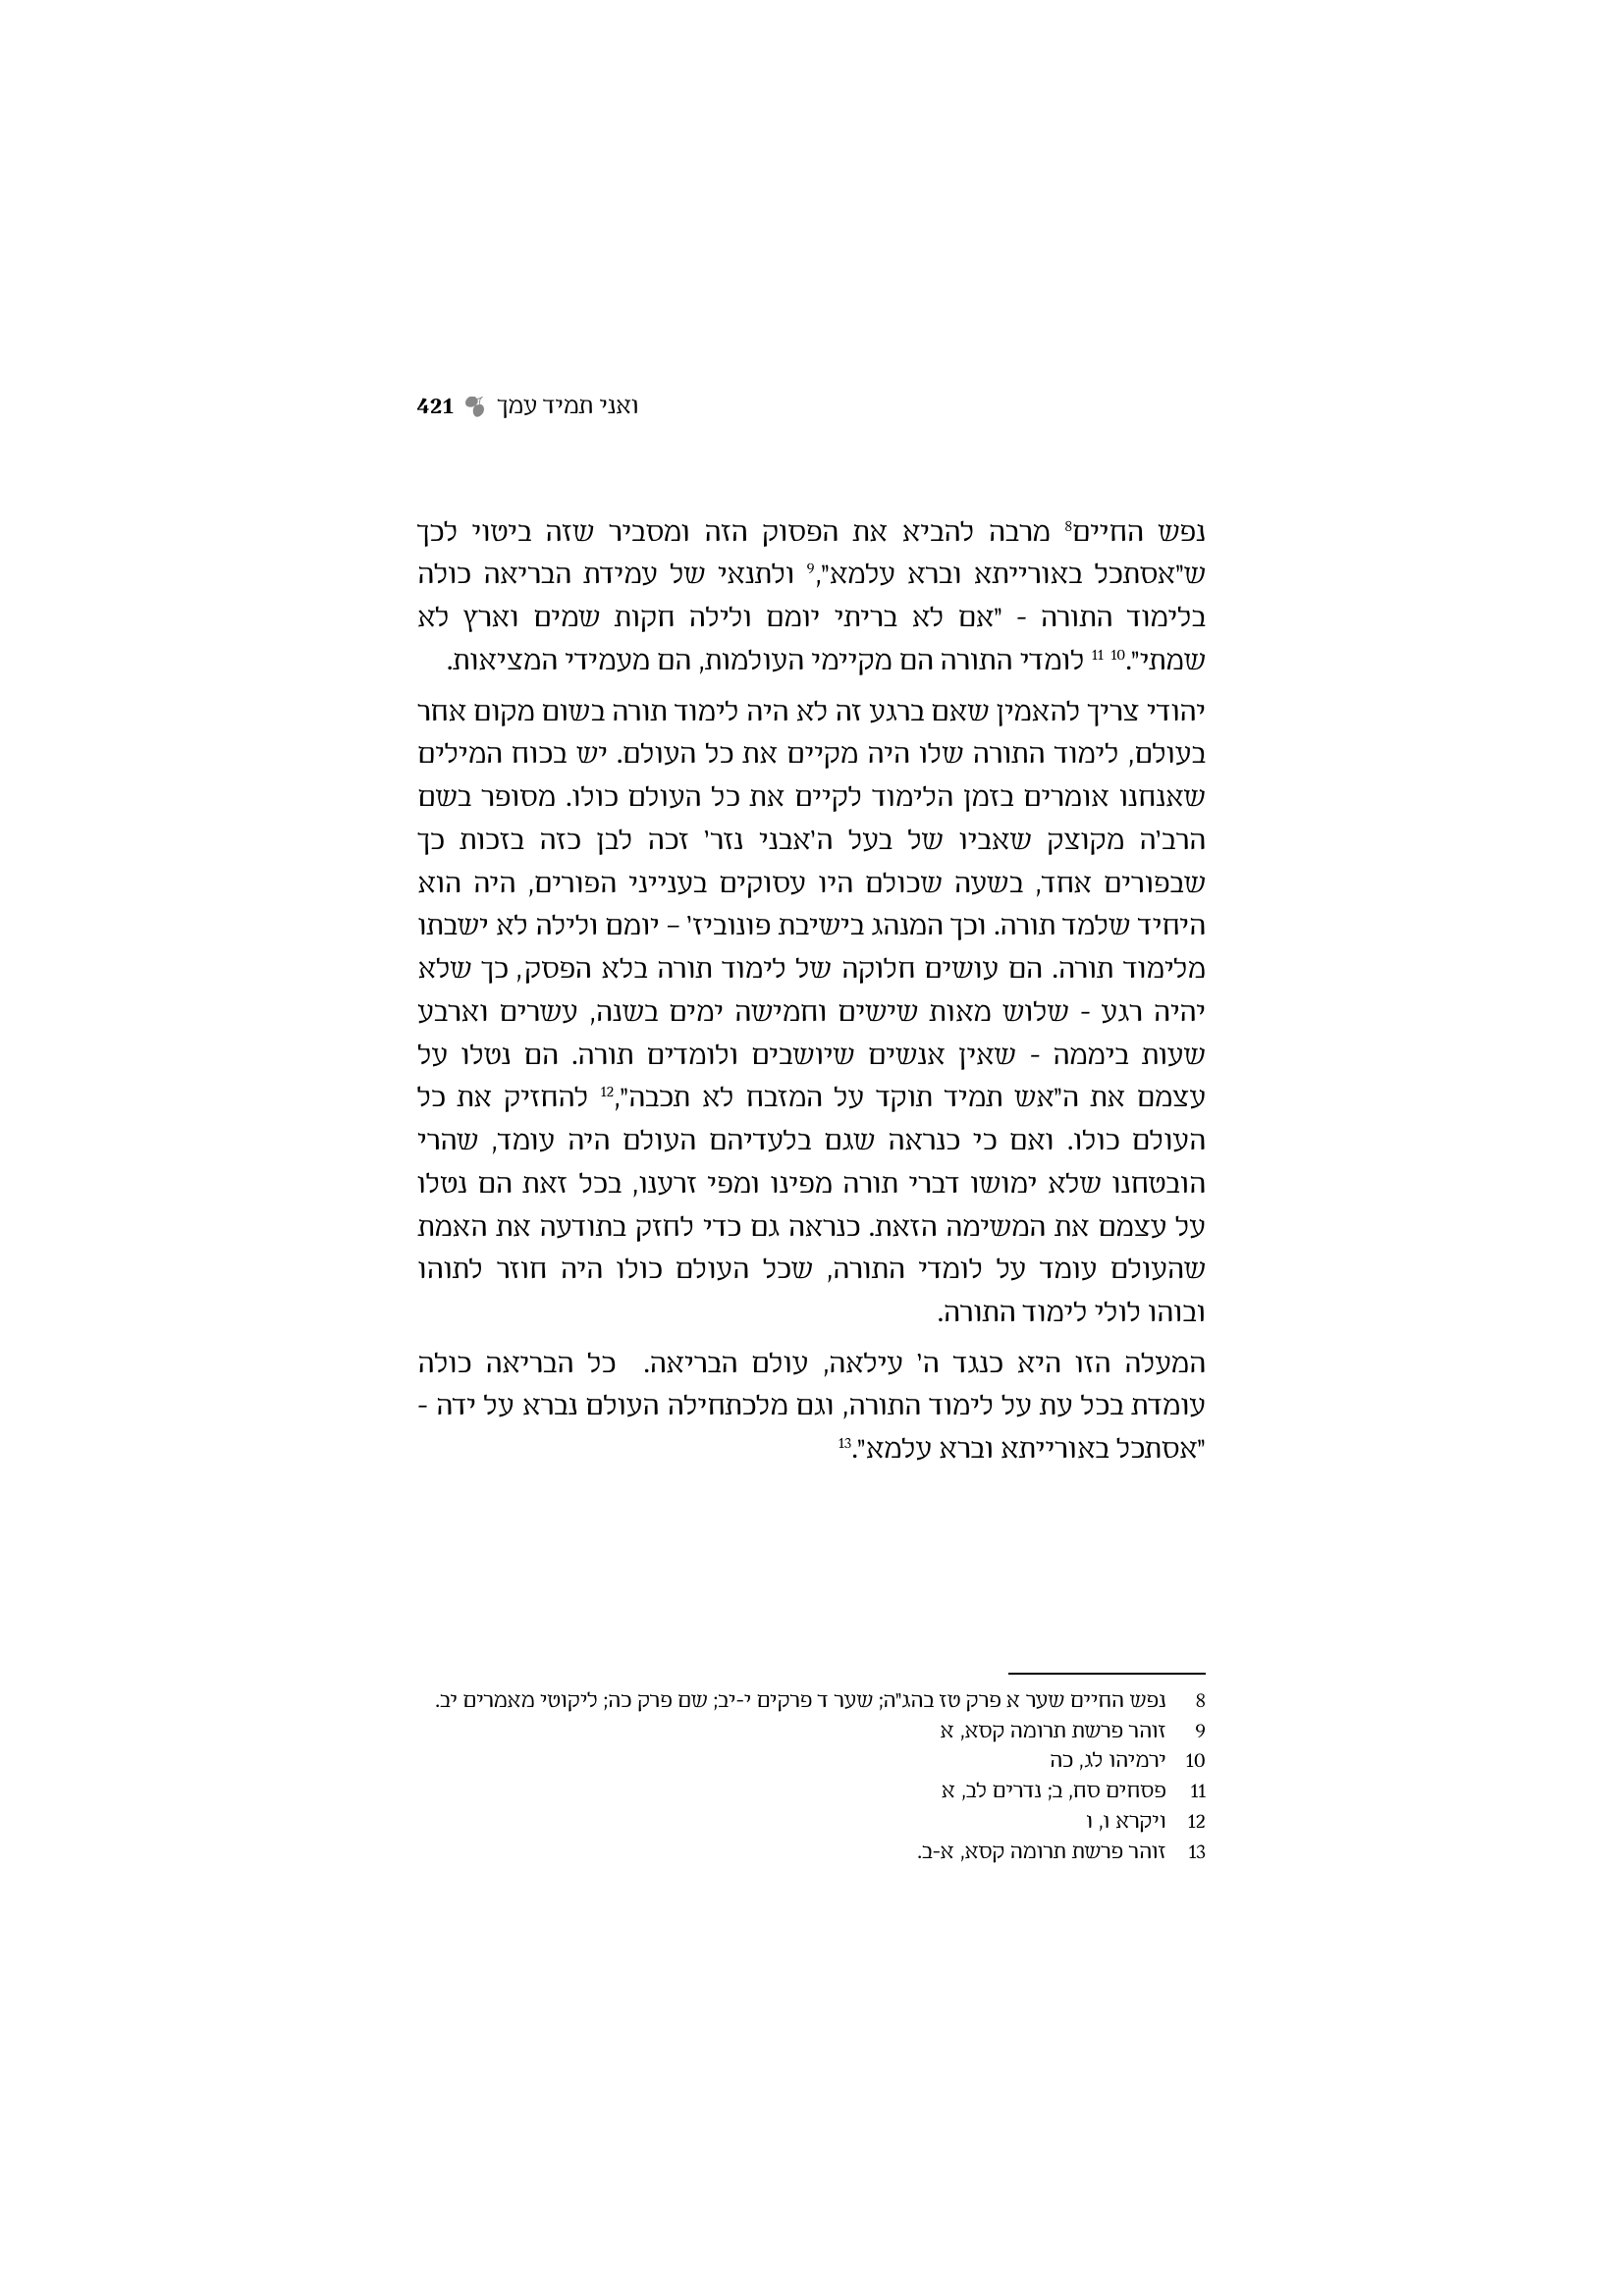 ואני תמיד עמך 421
נפש החיים8 מרבה להביא את הפסוק הזה ומסביר שזה ביטוי לכך
ש"אסתכל באורייתא וברא עלמא",9 ולתנאי של עמידת הבריאה כולה
בלימוד התורה - "אם לא בריתי יומם ולילה חקות שמים וארץ לא
שמתי".10 11 לומדי התורה הם מקיימי העולמות, הם מעמידי המציאות.
יהודי צריך להאמין שאם ברגע זה לא היה לימוד תורה בשום מקום אחר
בעולם, לימוד התורה שלו היה מקיים את כל העולם. יש בכוח המילים
שאנחנו אומרים בזמן הלימוד לקיים את כל העולם כולו. מסופר בשם
הרב'ה מקוצק שאביו של בעל ה'אבני נזר' זכה לבן כזה בזכות כך
שבפורים אחד, בשעה שכולם היו עסוקים בענייני הפורים, היה הוא
היחיד שלמד תורה. וכך המנהג בישיבת פונוביז' – יומם ולילה לא ישבתו
מלימוד תורה. הם עושים חלוקה של לימוד תורה בלא הפסק, כך שלא
יהיה רגע - שלוש מאות שישים וחמישה ימים בשנה, עשרים וארבע
שעות ביממה - שאין אנשים שיושבים ולומדים תורה. הם נטלו על
עצמם את ה"אש תמיד תוקד על המזבח לא תכבה",12 להחזיק את כל
העולם כולו. ואם כי כנראה שגם בלעדיהם העולם היה עומד, שהרי
הובטחנו שלא ימושו דברי תורה מפינו ומפי זרענו, בכל זאת הם נטלו
על עצמם את המשימה הזאת. כנראה גם כדי לחזק בתודעה את האמת
שהעולם עומד על לומדי התורה, שכל העולם כולו היה חוזר לתוהו
ובוהו לולי לימוד התורה.
המעלה הזו היא כנגד ה' עילאה, עולם הבריאה. כל הבריאה כולה
עומדת בכל עת על לימוד התורה, וגם מלכתחילה העולם נברא על ידה -
"אסתכל באורייתא וברא עלמא".13
8 נפש החיים שער א פרק טז בהג"ה; שער ד פרקים י-יב; שם פרק כה; ליקוטי מאמרים יב.
9 זוהר פרשת תרומה קסא, א
10 ירמיהו לג, כה
11 פסחים סח, ב; נדרים לב, א
12 ויקרא ו, ו
13 זוהר פרשת תרומה קסא, א-ב.